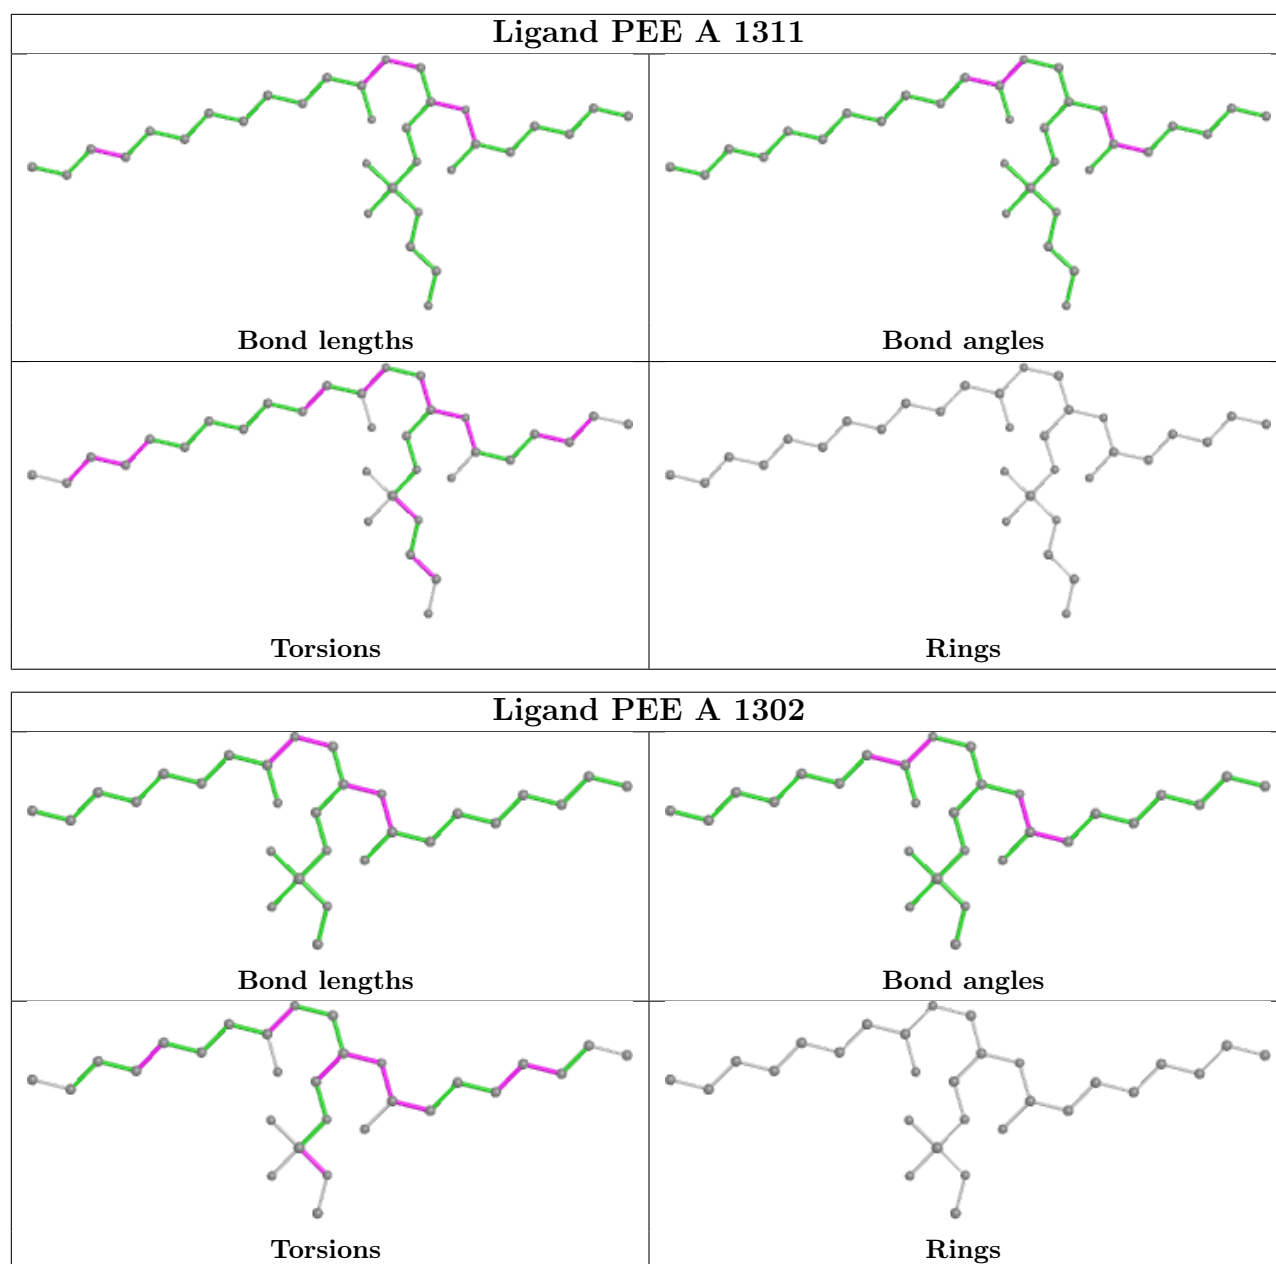 Ligand PEE A 1311
Bond lengths
Bond angles
Torsions
Rings
Ligand PEE A 1302
Bond lengths
Bond angles
Torsions
Rings